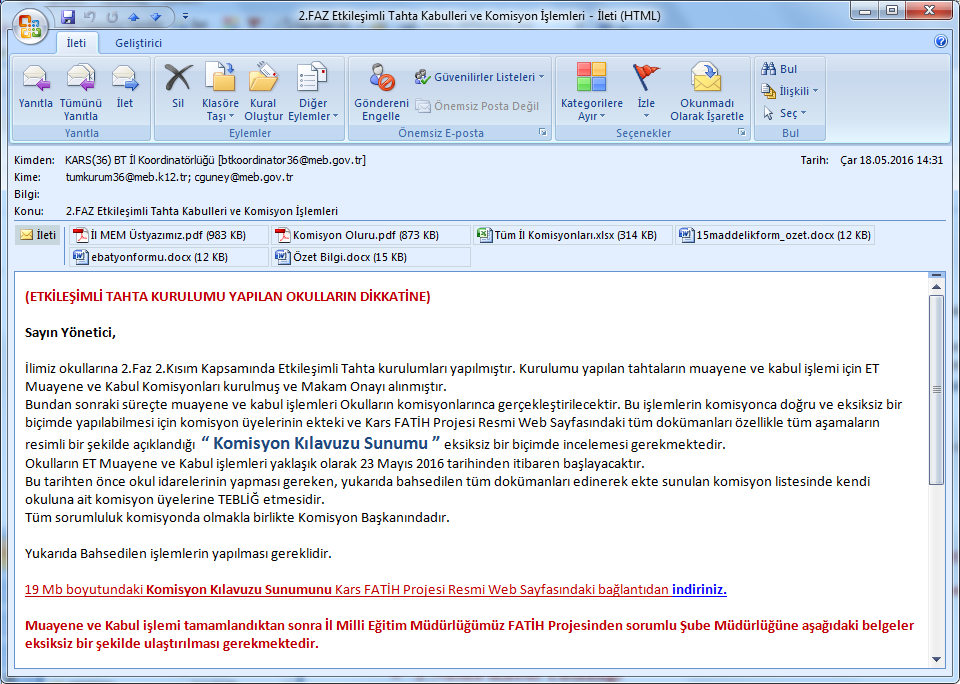 2.FAZ Etkileşimli Tahta Kabulleri ve Komisyon İşlemleri - İleti (HTML)
İleti Geliştirici
Yanıtla Tümünü Yanıtla İlet
Sil Klasöre Taşı Kural Oluştur Diğer Eylemler
Göndereni Engelle Güvenilirler Listeleri
Önemsiz Posta Değil
Kategorilere Ayır İzle Okunmadı Olarak İşaretle
Bul
İlişkili
Seç
Yanıtla Eylemler Önemsiz E-posta Seçenekler Bul
Kimden: KARS(36) BT İl Koordinatörlüğü [btkoordinator36@meb.gov.tr] Tarih: Çar 18.05.2016 14:31
Kime: tumkurum36@meb.k12.tr; cguney@meb.gov.tr
Bilgi:
Konu: 2.FAZ Etkileşimli Tahta Kabulleri ve Komisyon İşlemleri
İleti İl MEM Üstyazımız.pdf (983 KB) Komisyon Oluru.pdf (873 KB) Tüm İl Komisyonları.xlsx (314 KB) 15maddelikform_ozet.docx (12 KB)
ebatyonformu.docx (12 KB) Özet Bilgi.docx (15 KB)
(ETKİLEŞİMLİ TAHTA KURULUMU YAPILAN OKULLARIN DİKKATİNE)
Sayın Yönetici,
İlimiz okullarına 2.Faz 2.Kısım Kapsamında Etkileşimli Tahta kurulumları yapılmıştır. Kurulumu yapılan tahtaların muayene ve kabul işlemi için ET
Muayene ve Kabul Komisyonları kurulmuş ve Makam Onayı alınmıştır.
Bundan sonraki süreçte muayene ve kabul işlemleri Okulların komisyonlarınca gerçekleştirilecektir. Bu işlemlerin komisyonca doğru ve eksiksiz bir
biçimde yapılabilmesi için komisyon üyelerinin ekteki ve Kars FATİH Projesi Resmi Web Sayfasındaki tüm dokümanları özellikle tüm aşamaların
resimli bir şekilde açıklandığı “ Komisyon Kılavuzu Sunumu ” eksiksiz bir biçimde incelemesi gerekmektedir.
Okulların ET Muayene ve Kabul işlemleri yaklaşık olarak 23 Mayıs 2016 tarihinden itibaren başlayacaktır.
Bu tarihten önce okul idarelerinin yapması gereken, yukarıda bahsedilen tüm dokümanları edinerek ekte sunulan komisyon listesinde kendi
okuluna ait komisyon üyelerine TEBLİĞ etmesidir.
Tüm sorumluluk komisyonda olmakla birlikte Komisyon Başkanındadır.
Yukarıda Bahsedilen işlemlerin yapılması gereklidir.
19 Mb boyutundaki Komisyon Kılavuzu Sunumunu Kars FATİH Projesi Resmi Web Sayfasındaki bağlantıdan indiriniz.
Muayene ve Kabul işlemi tamamlandıktan sonra İl Milli Eğitim Müdürlüğümüz FATİH Projesinden sorumlu Şube Müdürlüğüne aşağıdaki belgeler
eksiksiz bir şekilde ulaştırılması gerekmektedir.